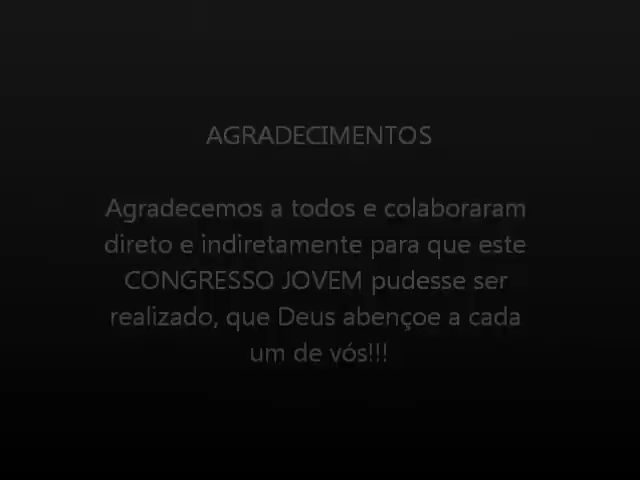 AGRADECIMENTOS
Agradecemos a todos e colaboraram
direto e indiretamente para que este
CONGRESSO JOVEM pudesse ser
realizado, que Deus abençoe a cada
um de vós!!!